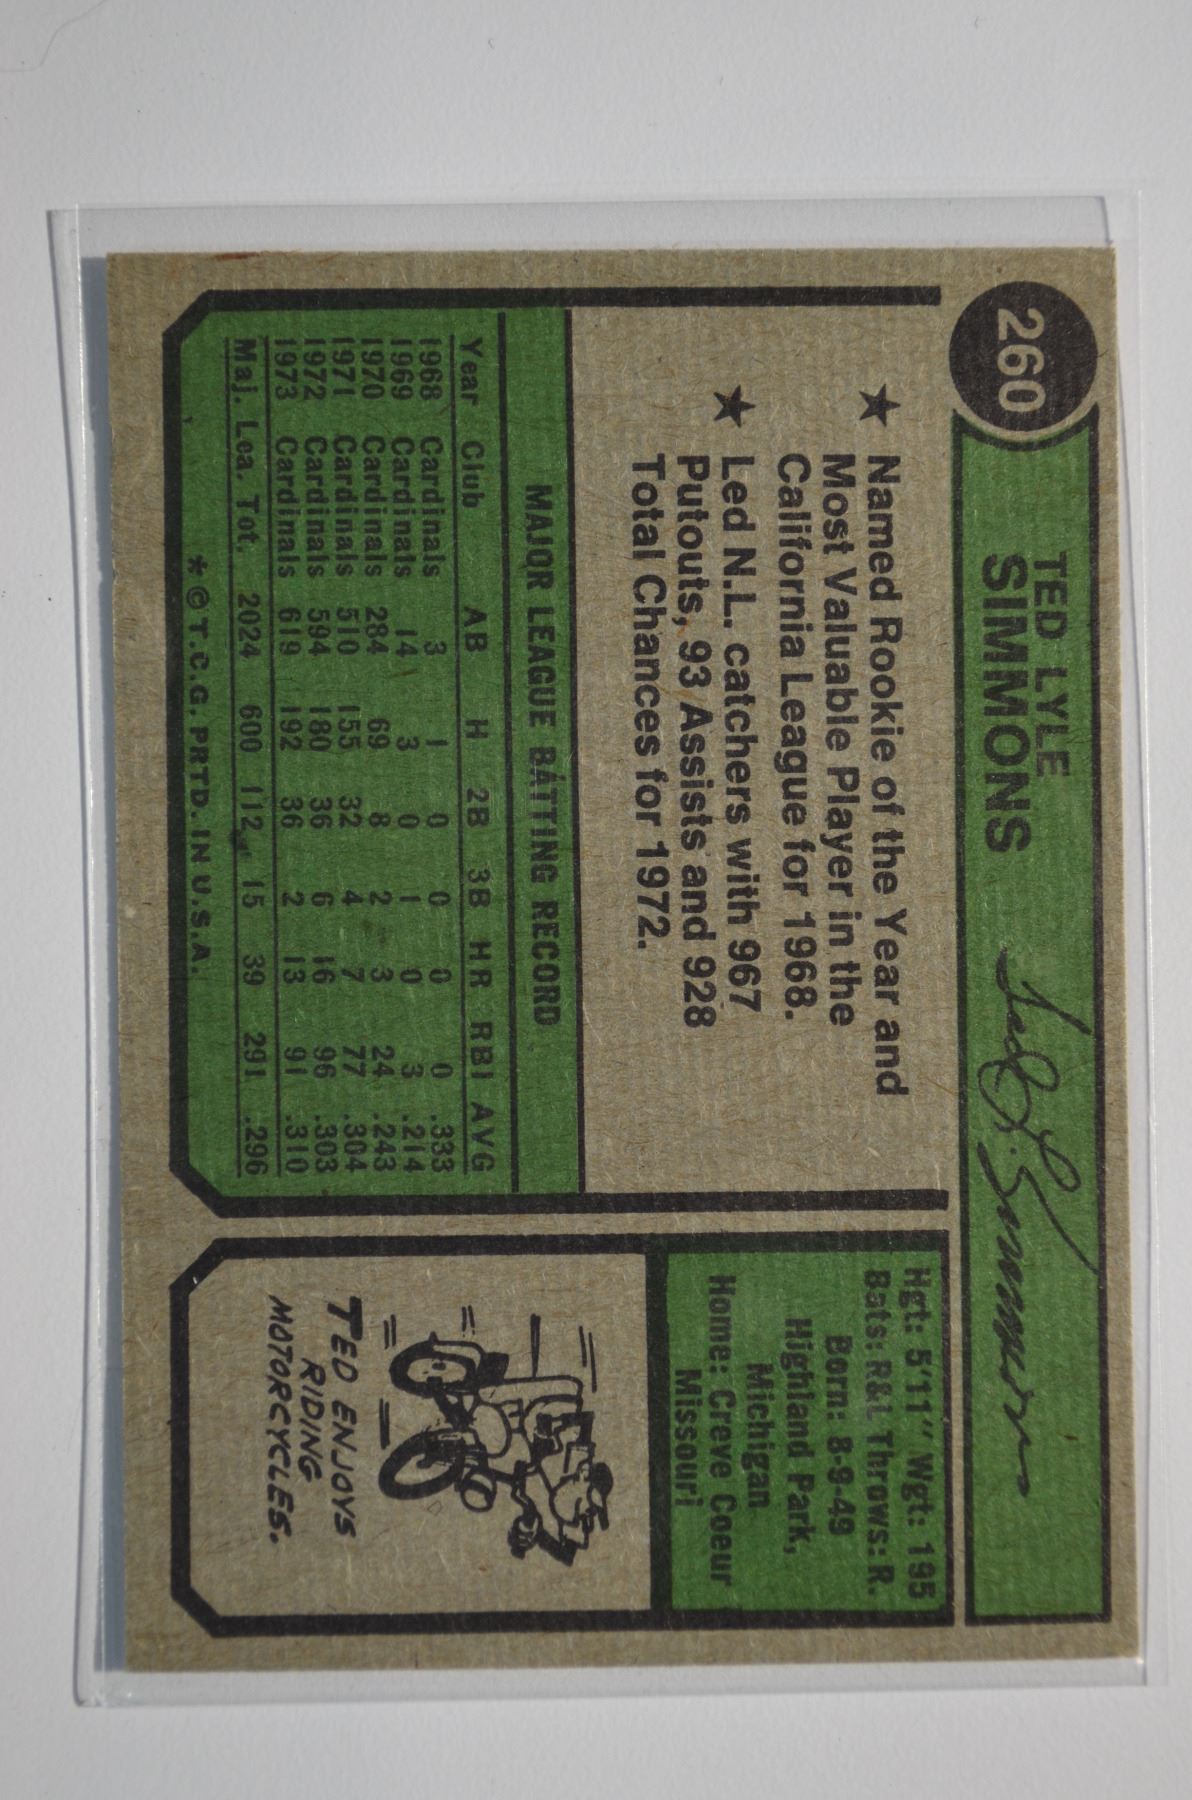 260
TED LYLE
SIMMONS
Ted L. Simmons
★ Named Rookie of the Year and
Most Valuable Player in the
California League for 1968.
★ Led N.L. catchers with 967
Putouts, 93 Assists and 928
Total Chances for 1972.
MAJOR LEAGUE BATTING RECORD
Year Club AB H 2B 3B HR RBI AVG
1968 Cardinals 3 1 0 0 0 0 .333
1969 Cardinals 14 3 0 1 0 3 .214
1970 Cardinals 284 69 8 2 3 24 .243
1971 Cardinals 510 155 32 4 7 77 .304
1972 Cardinals 594 180 36 6 16 96 .303
1973 Cardinals 619 192 36 2 13 91 .310
Maj. Lea. Tot. 2024 600 112 15 39 291 .296
* © T.C.G. PRTD. IN U.S.A.
Hgt: 5'11" Wgt: 195
Bats: R&L Throws: R.
Born: 8-9-49
Highland Park,
Michigan
Home: Creve Coeur
Missouri
TED ENJOYS
RIDING
MOTORCYCLES.